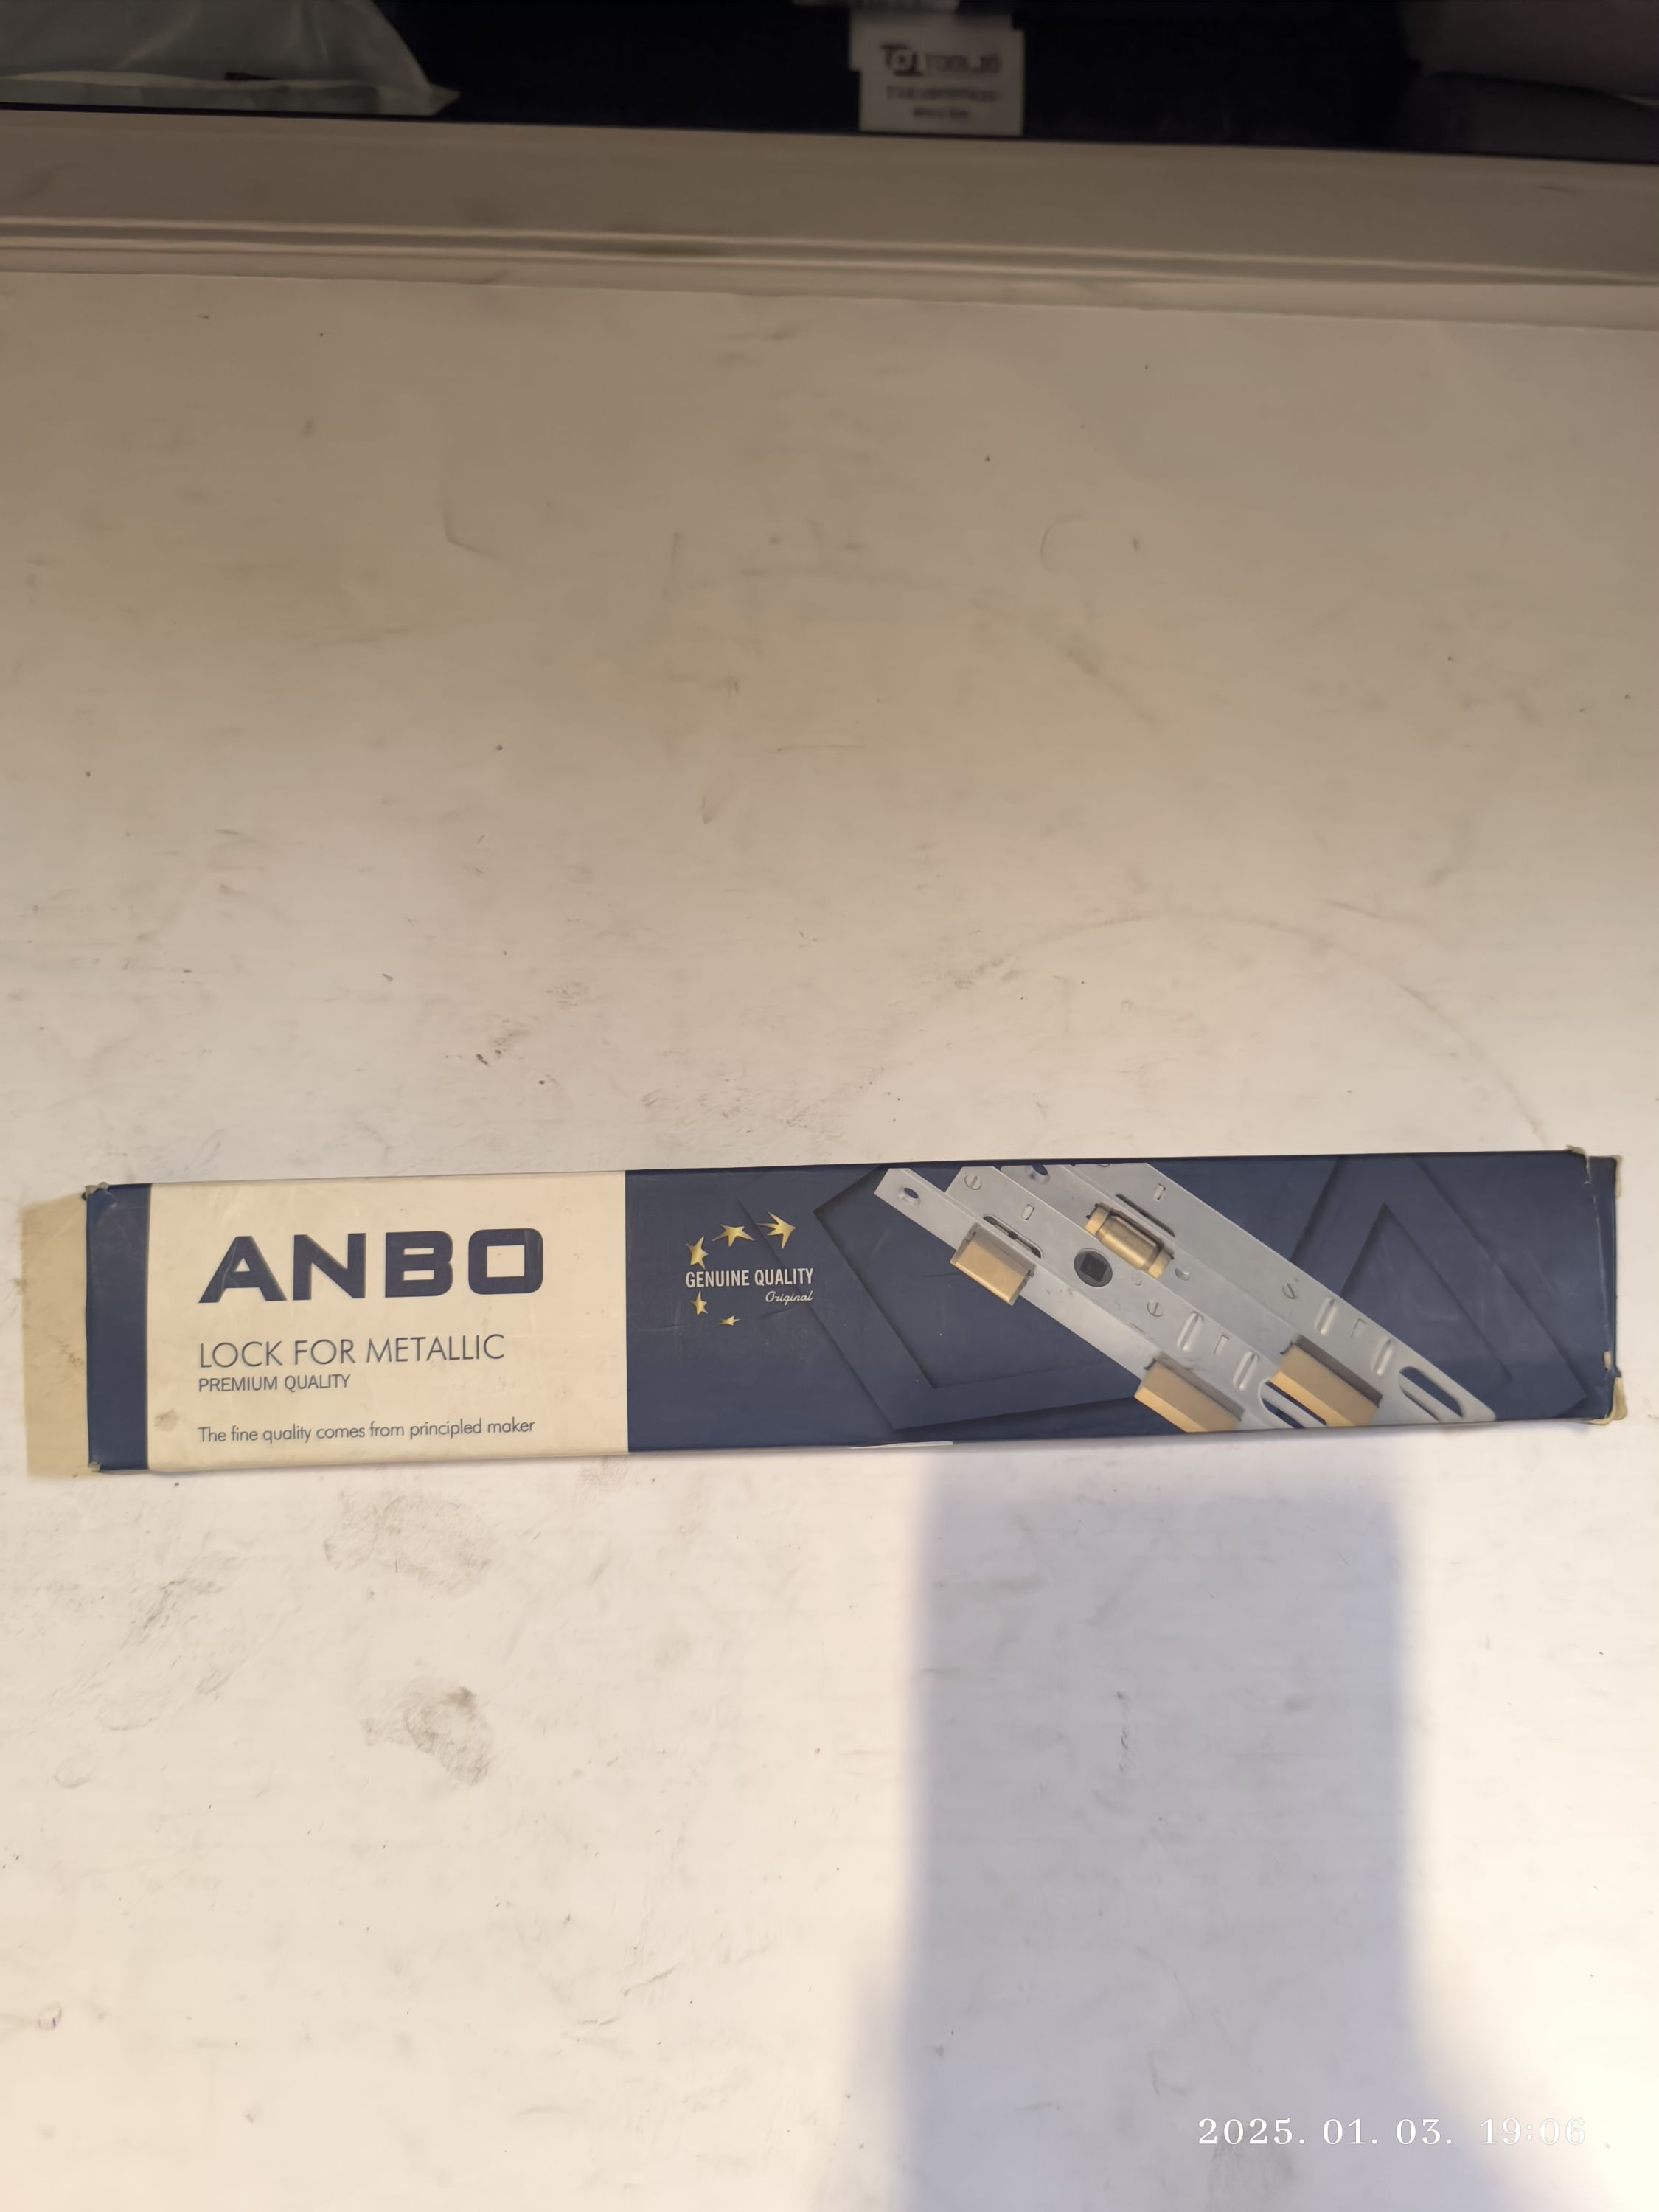 ANBO
LOCK FOR METALLIC
PREMIUM QUALITY
The fine quality comes from principled maker
GENUINE QUALITY
Original
2025. 01. 03. 19:06